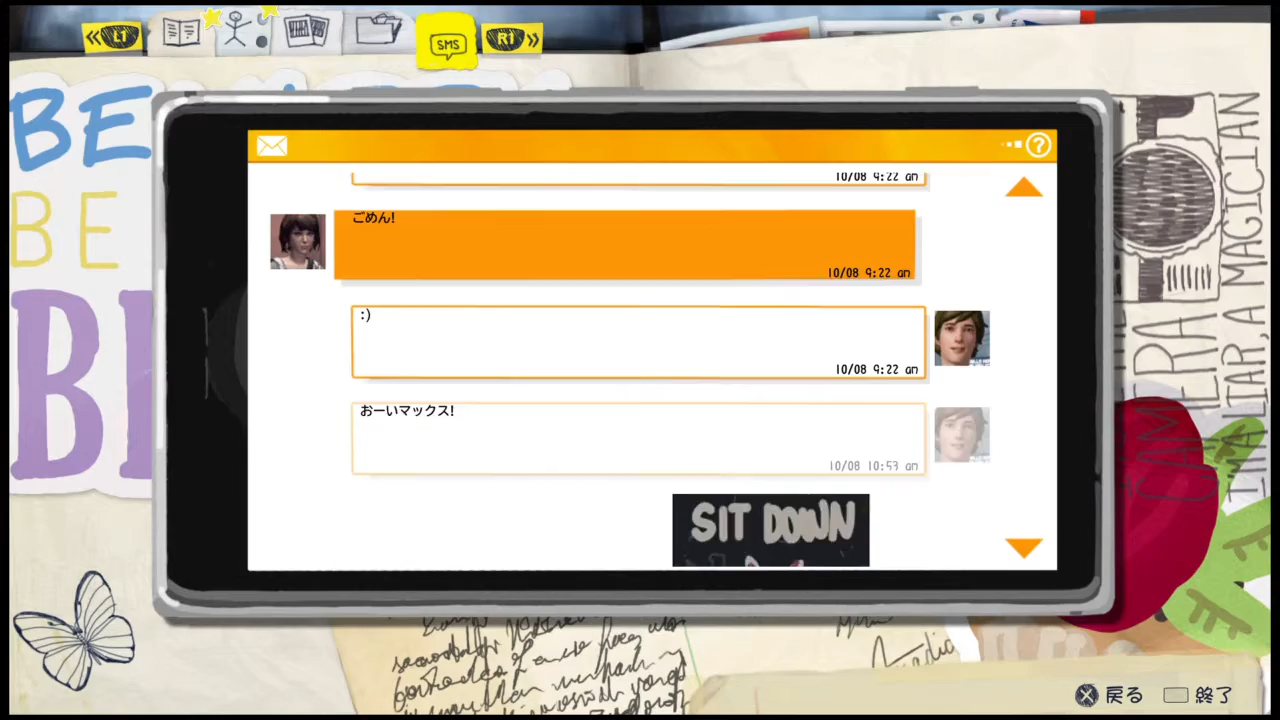 L1
SMS
R1
BE
BE
10/08 9:22 am
ごめん!
10/08 9:22 am
:)
10/08 9:22 am
おーいマックス!
10/08 10:53 am
SIT DOWN
CAMERA
I'M A LIAR, A MAGICIAN
戻る
終了